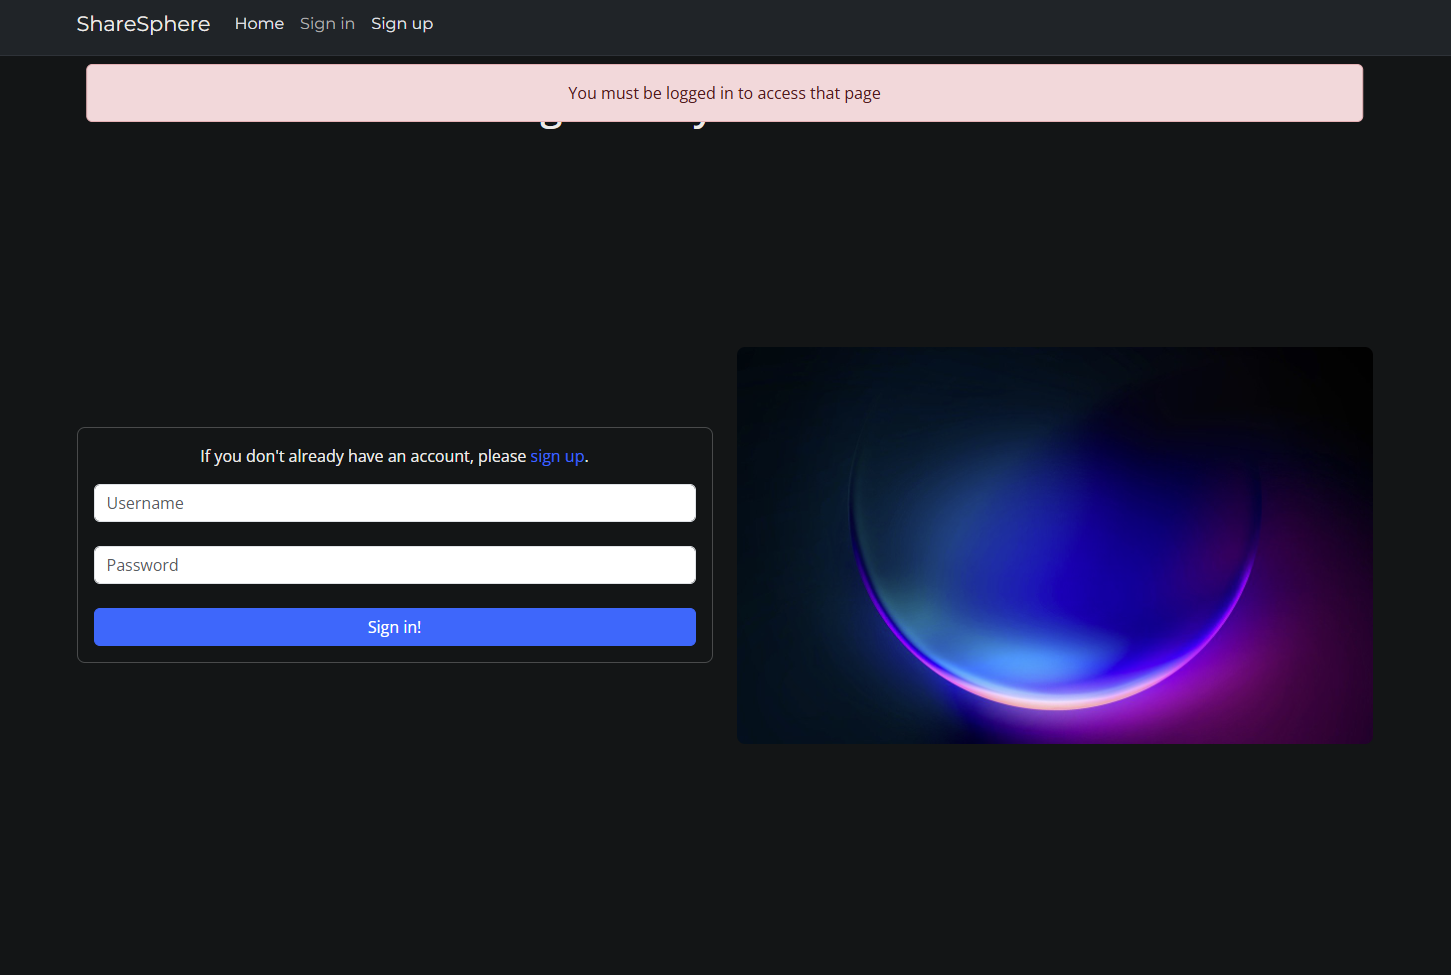 ShareSphere Home Sign in Sign up
You must be logged in to access that page
If you don't already have an account, please sign up.
Username
Password
Sign in!